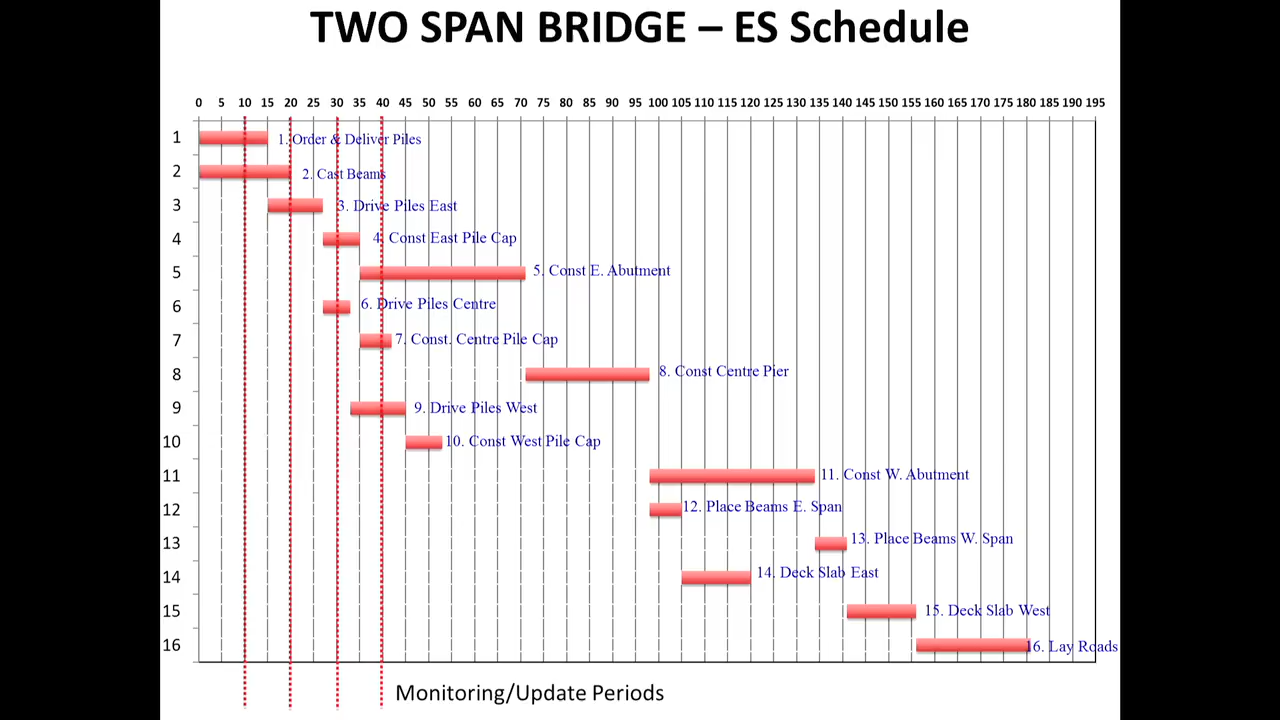 TWO SPAN BRIDGE – ES Schedule
0 5 10 15 20 25 30 35 40 45 50 55 60 65 70 75 80 85 90 95 100 105 110 115 120 125 130 135 140 145 150 155 160 165 170 175 180 185 190 195
1 1. Order & Deliver Piles
2 2. Cast Beams
3 3. Drive Piles East
4 4. Const East Pile Cap
5 5. Const E. Abutment
6 6. Drive Piles Centre
7 7. Const. Centre Pile Cap
8 8. Const Centre Pier
9 9. Drive Piles West
10 10. Const West Pile Cap
11 11. Const W. Abutment
12 12. Place Beams E. Span
13 13. Place Beams W. Span
14 14. Deck Slab East
15 15. Deck Slab West
16 16. Lay Roads
Monitoring/Update Periods